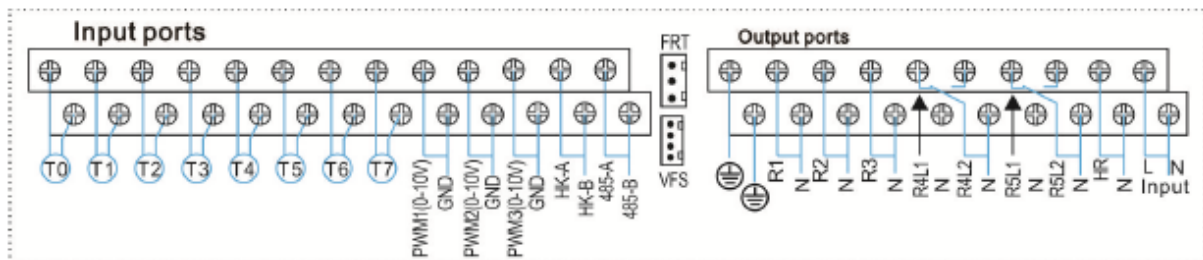 Input ports
FRT
Output ports
T0
T1
T2
T3
T4
T5
T6
T7
PWM1(0-10V)
GND
PWM2(0-10V)
GND
PWM3(0-10V)
GND
HK-A
HK-B
485-A
485-B
VFS
R1
N
R2
N
R3
N
R4L1
N
R4L2
N
R5L1
N
R5L2
N
HR
N
L
N
Input